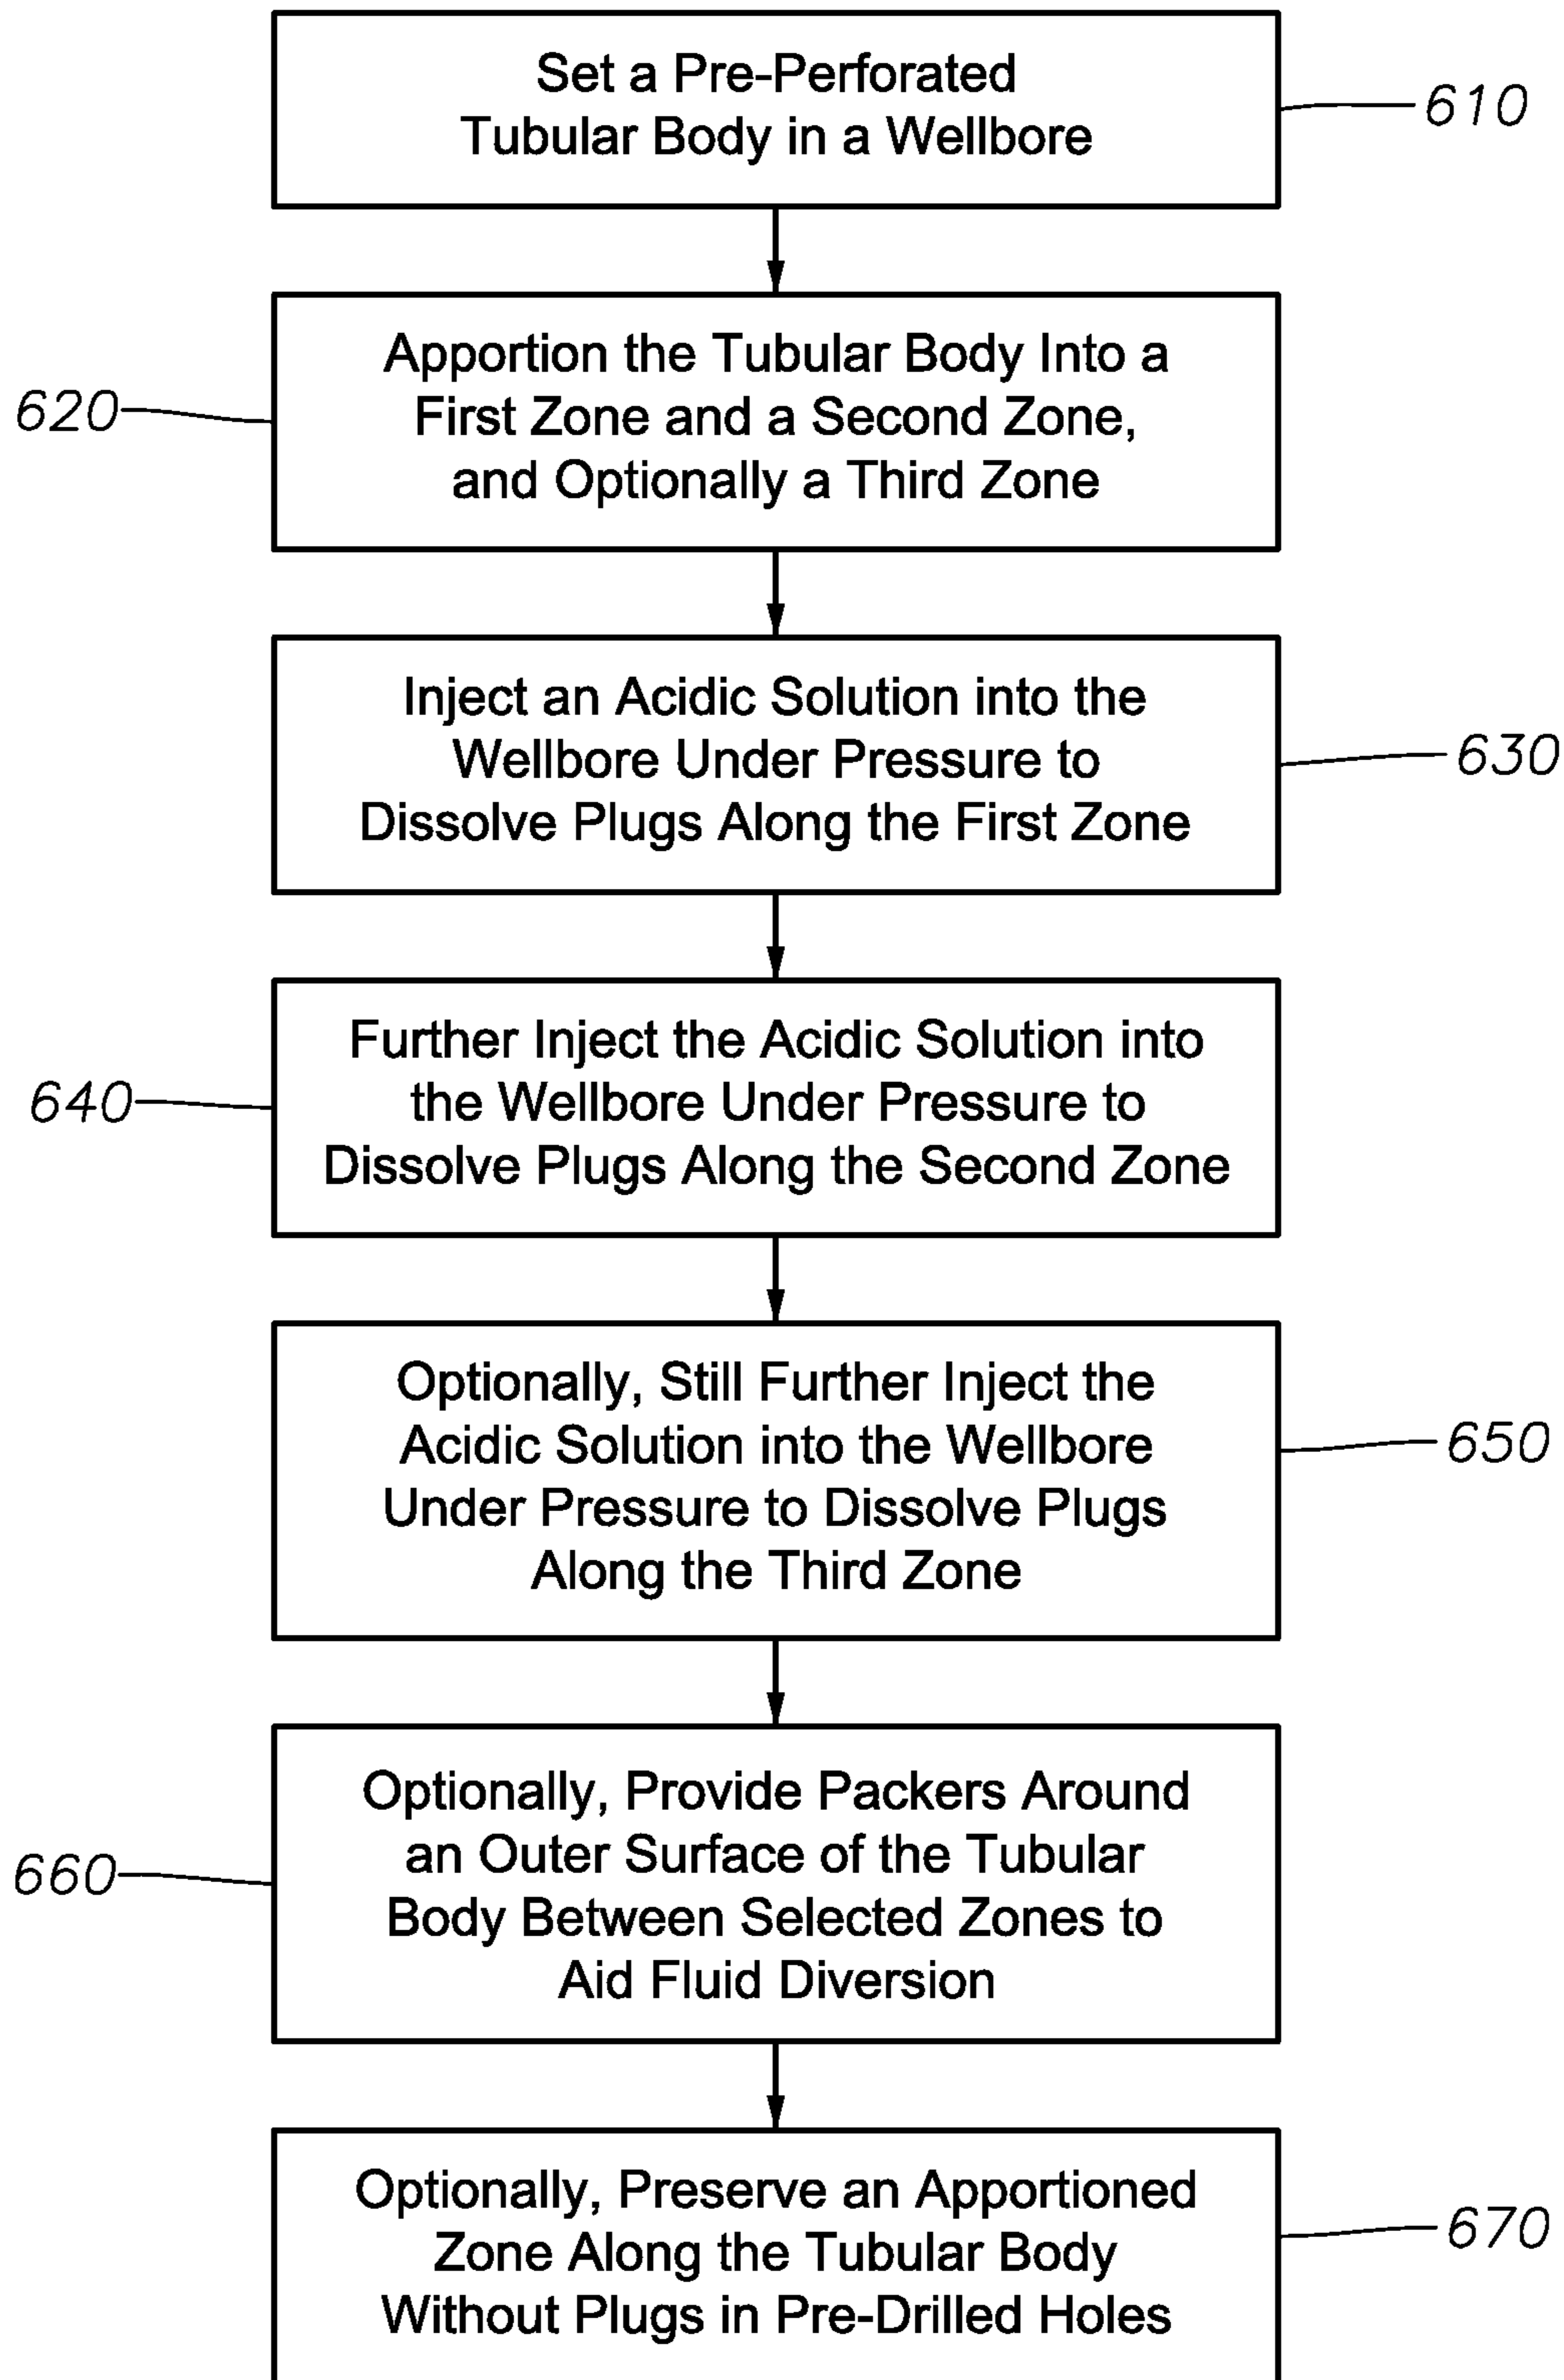 Set a Pre-Perforated
Tubular Body in a Wellbore
610
Apportion the Tubular Body Into a
First Zone and a Second Zone,
and Optionally a Third Zone
620
Inject an Acidic Solution into the
Wellbore Under Pressure to
Dissolve Plugs Along the First Zone
630
Further Inject the Acidic Solution into
the Wellbore Under Pressure to
Dissolve Plugs Along the Second Zone
640
Optionally, Still Further Inject the
Acidic Solution into the Wellbore
Under Pressure to Dissolve Plugs
Along the Third Zone
650
Optionally, Provide Packers Around
an Outer Surface of the Tubular
Body Between Selected Zones to
Aid Fluid Diversion
660
Optionally, Preserve an Apportioned
Zone Along the Tubular Body
Without Plugs in Pre-Drilled Holes
670